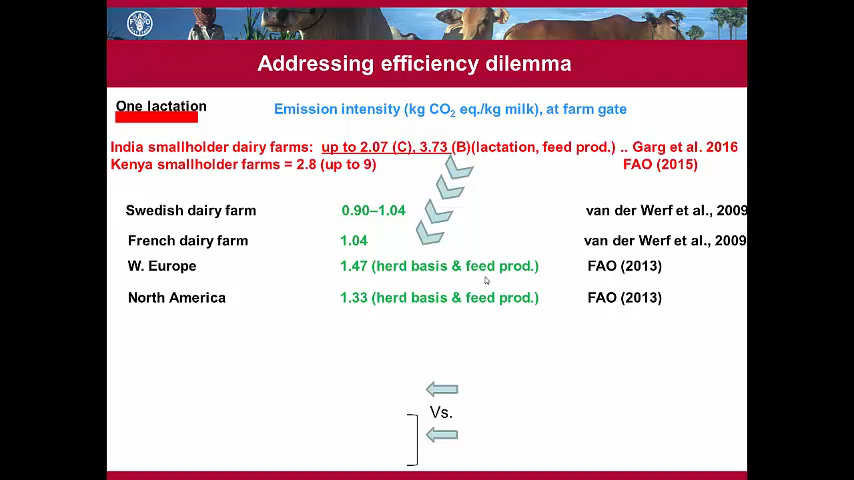 Addressing efficiency dilemma
One lactation
Emission intensity (kg CO2 eq./kg milk), at farm gate
India smallholder dairy farms: up to 2.07 (C), 3.73 (B)(lactation, feed prod.) .. Garg et al. 2016
Kenya smallholder farms = 2.8 (up to 9) FAO (2015)
Swedish dairy farm 0.90–1.04 van der Werf et al., 2009
French dairy farm 1.04 van der Werf et al., 2009
W. Europe 1.47 (herd basis & feed prod.) FAO (2013)
North America 1.33 (herd basis & feed prod.) FAO (2013)
Vs.